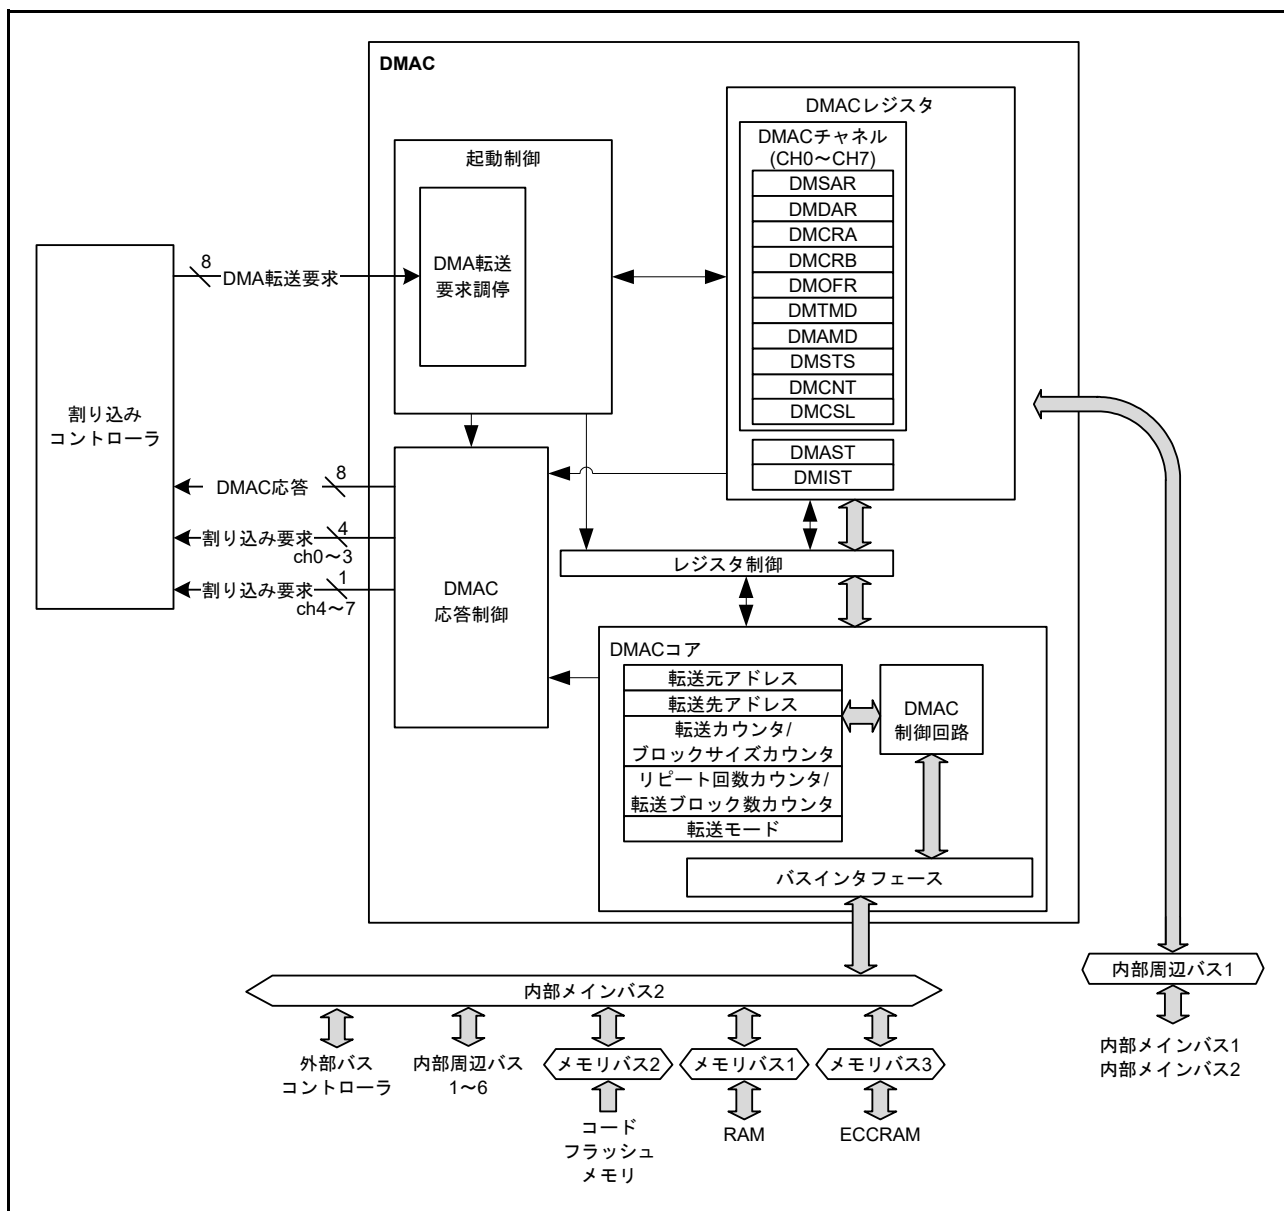 DMAC
DMACレジスタ
DMACチャネル
(CH0～CH7)
DMSAR
DMDAR
DMCRA
DMCRB
DMOFR
DMTMD
DMAMD
DMSTS
DMCNT
DMCSL
DMAST
DMIST
起動制御
DMA転送
要求調停
8
DMA転送要求
割り込み
コントローラ
DMAC応答
8
割り込み要求
4
ch0～3
割り込み要求
1
ch4～7
DMAC
応答制御
レジスタ制御
DMACコア
転送元アドレス
転送先アドレス
転送カウンタ/
ブロックサイズカウンタ
リピート回数カウンタ/
転送ブロック数カウンタ
転送モード
DMAC
制御回路
バスインタフェース
内部メインバス2
内部周辺バス1
内部メインバス1
内部メインバス2
外部バス
コントローラ
内部周辺バス
1～6
メモリバス2
メモリバス1
メモリバス3
コード
フラッシュ
メモリ
RAM
ECCRAM